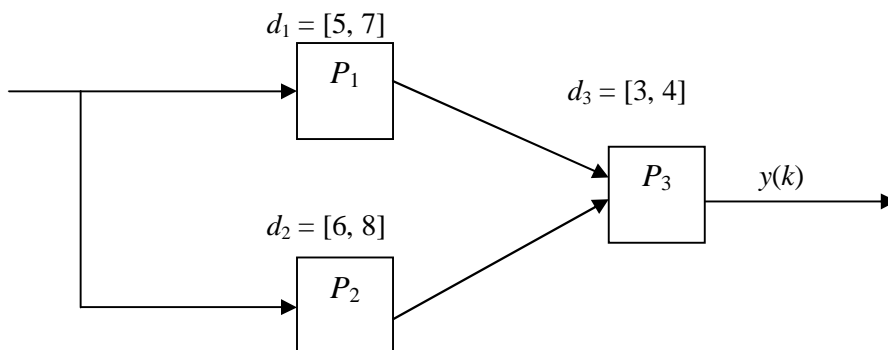 d₁ = [5, 7]
P₁
d₃ = [3, 4]
P₃
y(k)
d₂ = [6, 8]
P₂